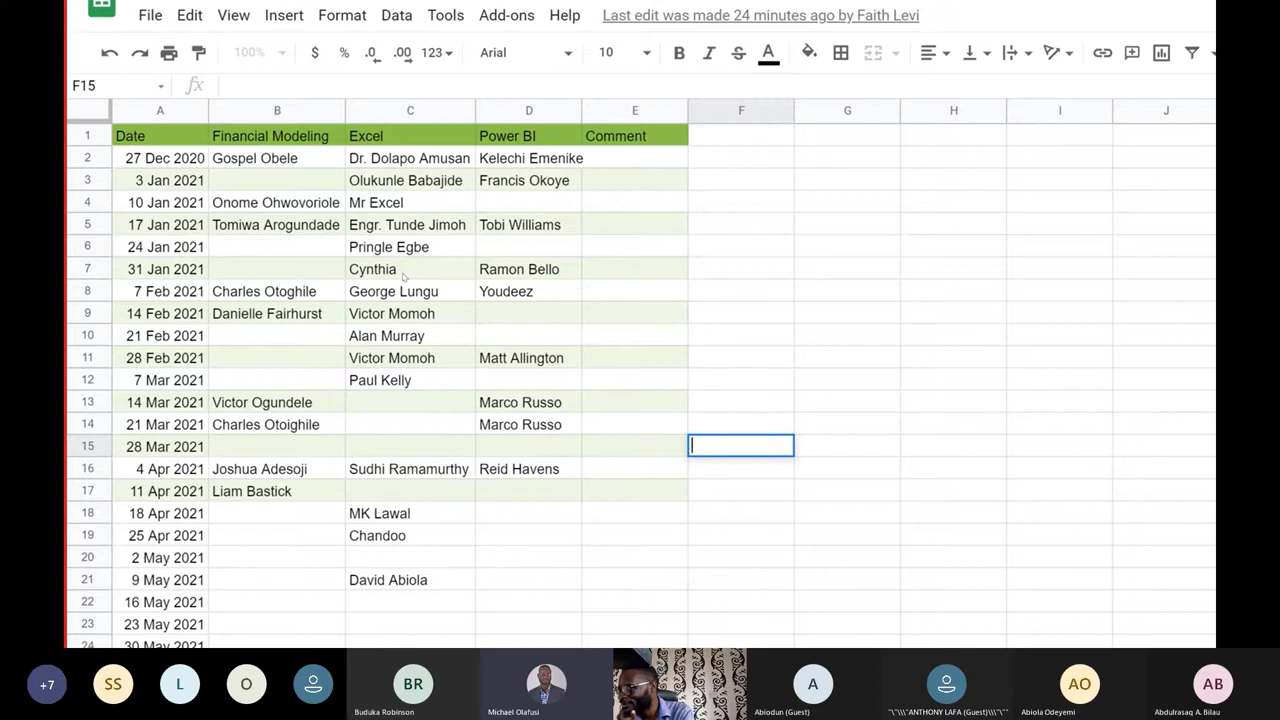 File Edit View Insert Format Data Tools Add-ons Help Last edit was made 24 minutes ago by Faith Levi
100% $ % .0 .00 123 Arial 10 B I S A
F15 fx
A B C D E F G H I J
1 Date Financial Modeling Excel Power BI Comment
2 27 Dec 2020 Gospel Obele Dr. Dolapo Amusan Kelechi Emenike
3 3 Jan 2021 Olukunle Babajide Francis Okoye
4 10 Jan 2021 Onome Ohwovoriole Mr Excel
5 17 Jan 2021 Tomiwa Arogundade Engr. Tunde Jimoh Tobi Williams
6 24 Jan 2021 Pringle Egbe
7 31 Jan 2021 Cynthia Ramon Bello
8 7 Feb 2021 Charles Otoghile George Lungu Youdeez
9 14 Feb 2021 Danielle Fairhurst Victor Momoh
10 21 Feb 2021 Alan Murray
11 28 Feb 2021 Victor Momoh Matt Allington
12 7 Mar 2021 Paul Kelly
13 14 Mar 2021 Victor Ogundele Marco Russo
14 21 Mar 2021 Charles Otoighile Marco Russo
15 28 Mar 2021
16 4 Apr 2021 Joshua Adesoji Sudhi Ramamurthy Reid Havens
17 11 Apr 2021 Liam Bastick
18 18 Apr 2021 MK Lawal
19 25 Apr 2021 Chandoo
20 2 May 2021
21 9 May 2021 David Abiola
22 16 May 2021
23 23 May 2021
24 30 May 2021
+7 SS L O BR A AO AB
Buduka Robinson Michael Olafusi Abiodun (Guest) "\"\\\"ANTHONY LAFA (Guest)\\\"\"" Abiola Odeyemi Abdulrasaq A. Bilau